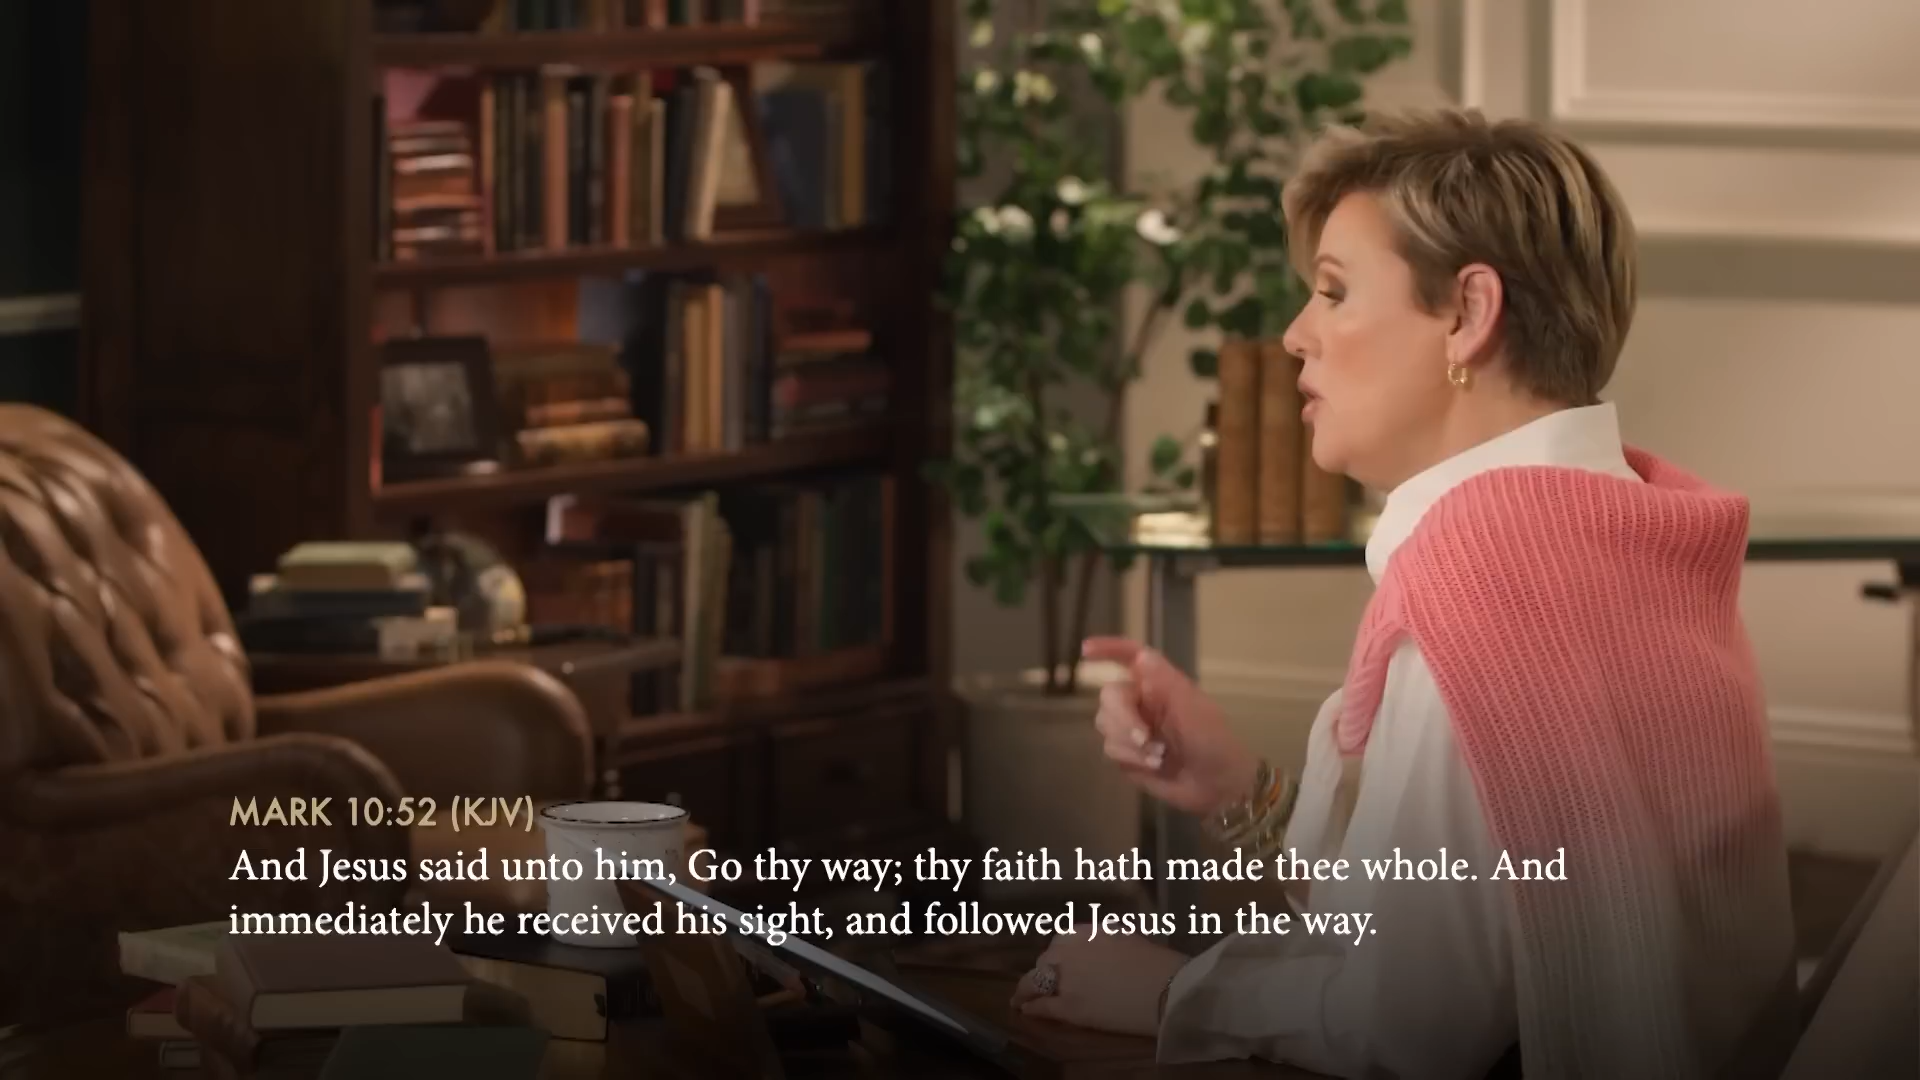 MARK 10:52 (KJV)
And Jesus said unto him, Go thy way; thy faith hath made thee whole. And
immediately he received his sight, and followed Jesus in the way.